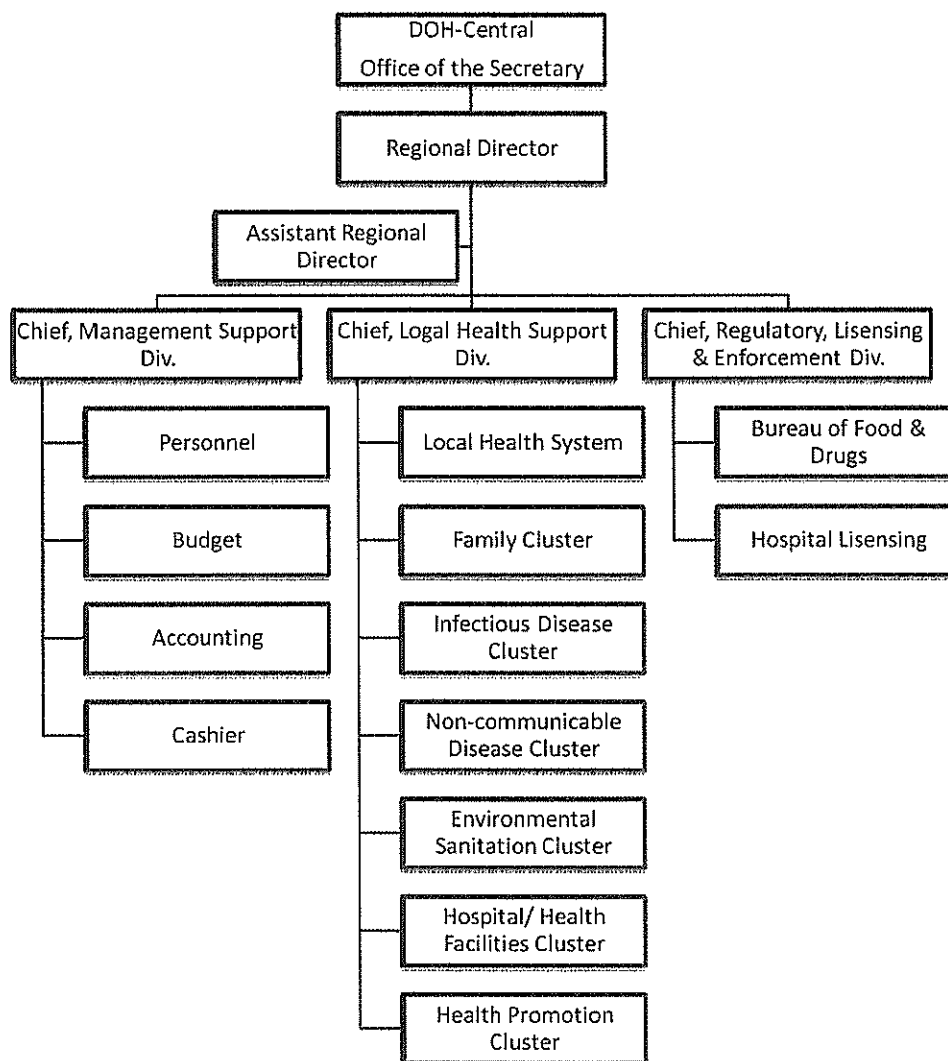 DOH-Central
Office of the Secretary
Regional Director
Assistant Regional
Director
Chief, Management Support
Div.
Chief, Logal Health Support
Div.
Chief, Regulatory, Lisensing
& Enforcement Div.
Personnel
Budget
Accounting
Cashier
Local Health System
Family Cluster
Infectious Disease
Cluster
Non-communicable
Disease Cluster
Environmental
Sanitation Cluster
Hospital/ Health
Facilities Cluster
Health Promotion
Cluster
Bureau of Food &
Drugs
Hospital Lisensing